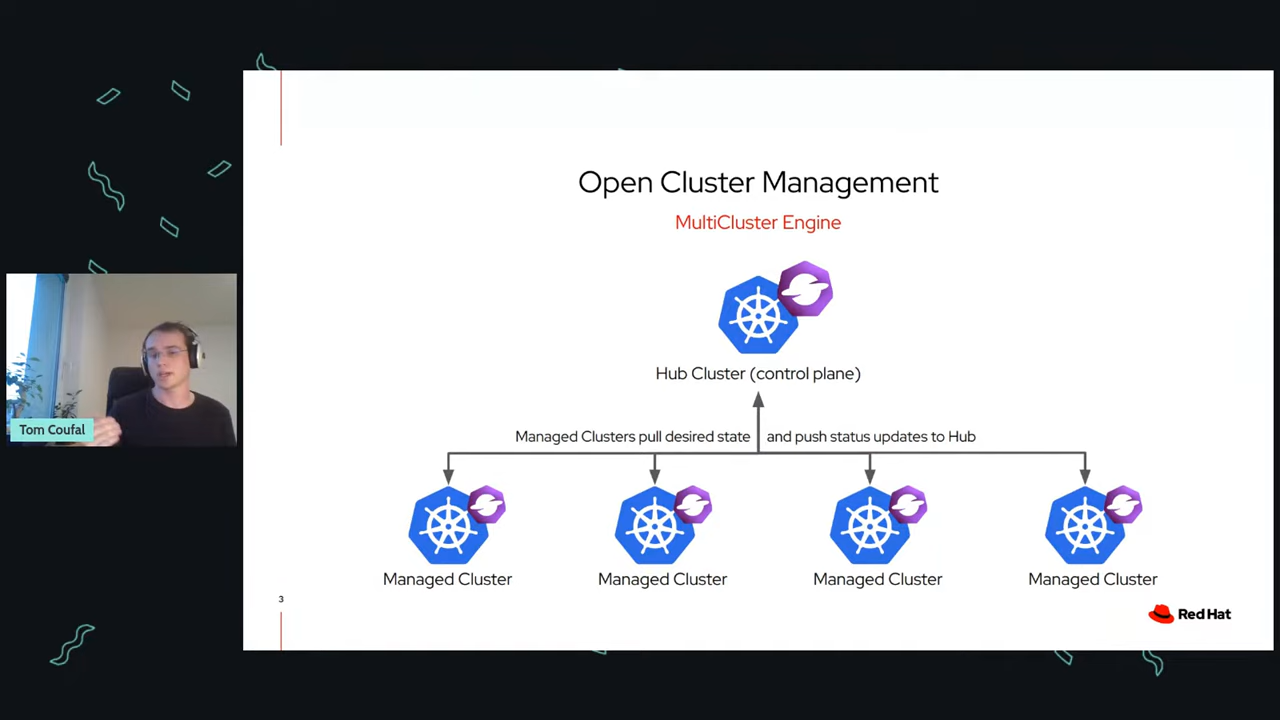 Open Cluster Management
MultiCluster Engine
Hub Cluster (control plane)
Managed Clusters pull desired state and push status updates to Hub
Managed Cluster Managed Cluster Managed Cluster Managed Cluster
Tom Coufal
3
Red Hat